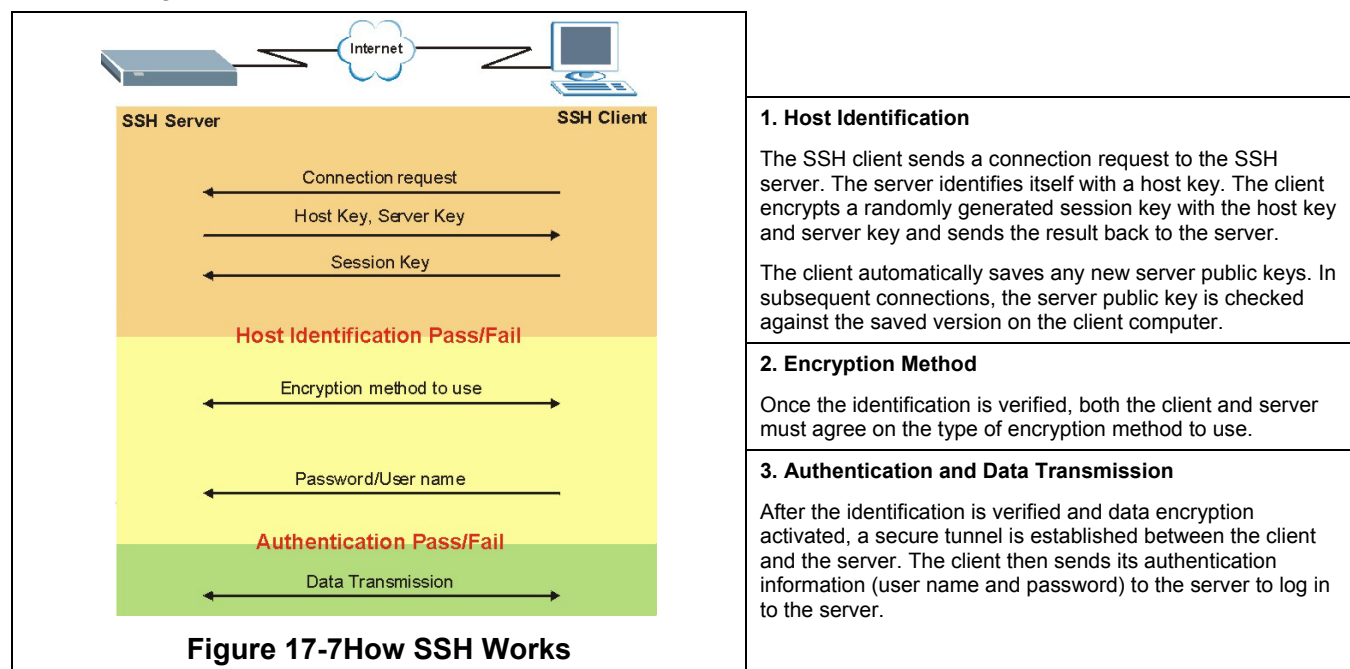 Internet
SSH Server
SSH Client
Connection request
Host Key, Server Key
Session Key
Host Identification Pass/Fail
Encryption method to use
Password/User name
Authentication Pass/Fail
Data Transmission
Figure 17-7How SSH Works
1. Host Identification
The SSH client sends a connection request to the SSH
server. The server identifies itself with a host key. The client
encrypts a randomly generated session key with the host key
and server key and sends the result back to the server.
The client automatically saves any new server public keys. In
subsequent connections, the server public key is checked
against the saved version on the client computer.
2. Encryption Method
Once the identification is verified, both the client and server
must agree on the type of encryption method to use.
3. Authentication and Data Transmission
After the identification is verified and data encryption
activated, a secure tunnel is established between the client
and the server. The client then sends its authentication
information (user name and password) to the server to log in
to the server.